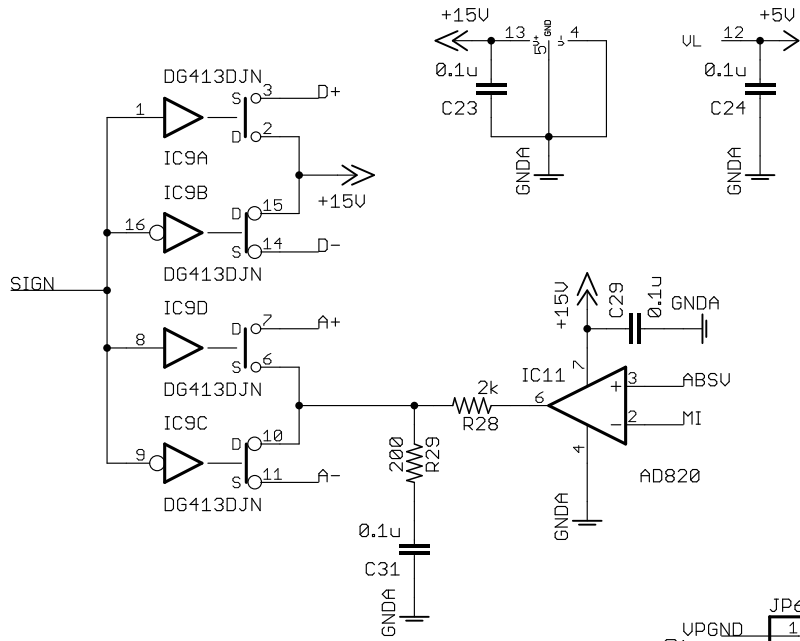 +15V
13
5
GND
4
0.1u
C23
GNDA
VL
12
+5V
0.1u
C24
GNDA
DG413DJN
S
3
D+
1
D
2
IC9A
+15V
IC9B
16
D
15
S
14
D-
DG413DJN
SIGN
IC9D
8
D
7
A+
S
6
DG413DJN
IC9C
9
D
10
S
11
A-
DG413DJN
+15V
C29
0.1u
GNDA
7
IC11
6
+
3
ABSV
-
2
MI
4
AD820
GNDA
2k
R28
200
R29
0.1u
C31
GNDA
JP6
VPGND
1